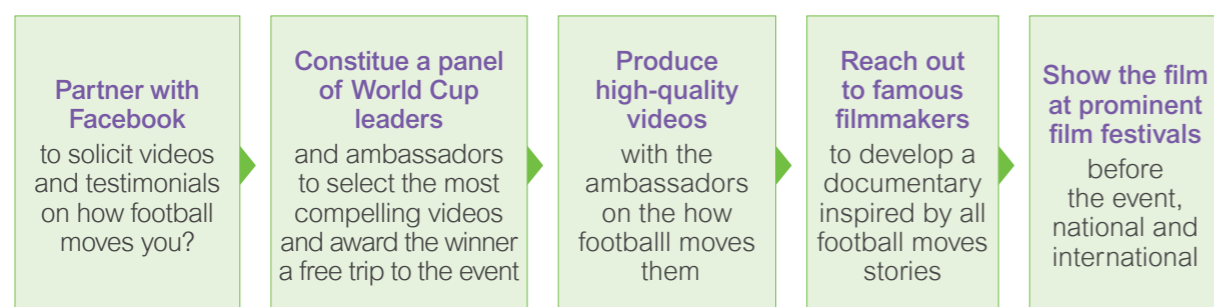 Partner with
Facebook
to solicit videos
and testimonials
on how football
moves you?
Constitue a panel
of World Cup
leaders
and ambassadors
to select the most
compelling videos
and award the winner
a free trip to the event
Produce
high-quality
videos
with the
ambassadors
on the how
footballl moves
them
Reach out
to famous
filmmakers
to develop a
documentary
inspired by all
football moves
stories
Show the film
at prominent
film festivals
before
the event,
national and
international